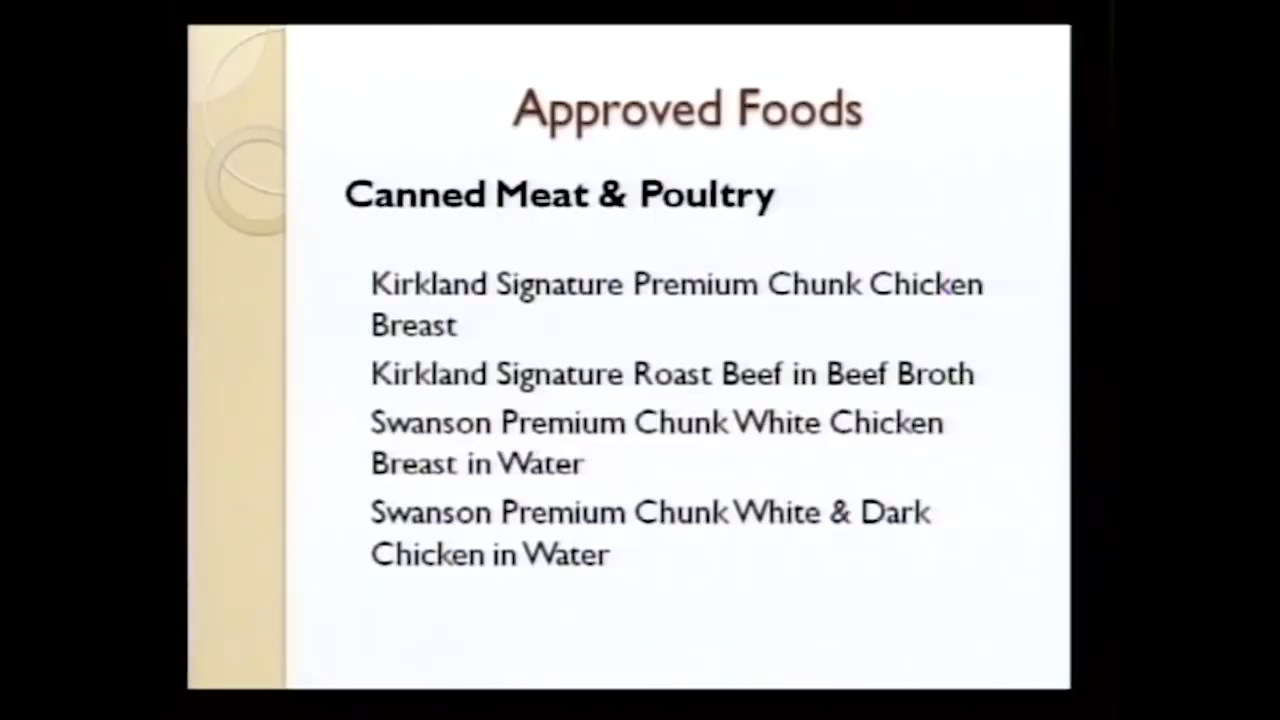 Approved Foods
Canned Meat & Poultry
Kirkland Signature Premium Chunk Chicken
Breast
Kirkland Signature Roast Beef in Beef Broth
Swanson Premium Chunk White Chicken
Breast in Water
Swanson Premium Chunk White & Dark
Chicken in Water